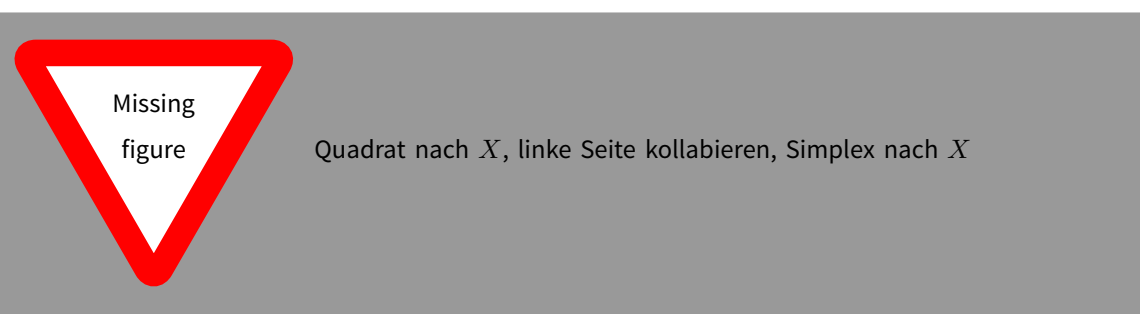 Missing
figure
Quadrat nach X, linke Seite kollabieren, Simplex nach X